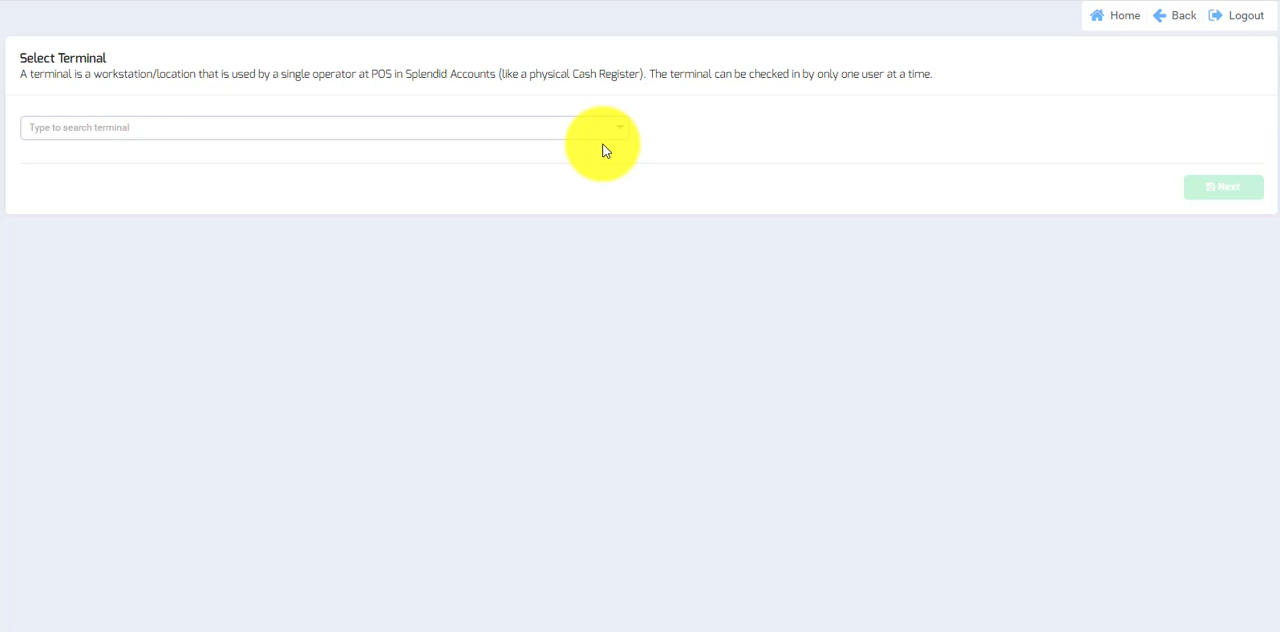 Home Back Logout
Select Terminal
A terminal is a workstation/location that is used by a single operator at POS in Splendid Accounts (like a physical Cash Register). The terminal can be checked in by only one user at a time.
Type to search terminal
Next